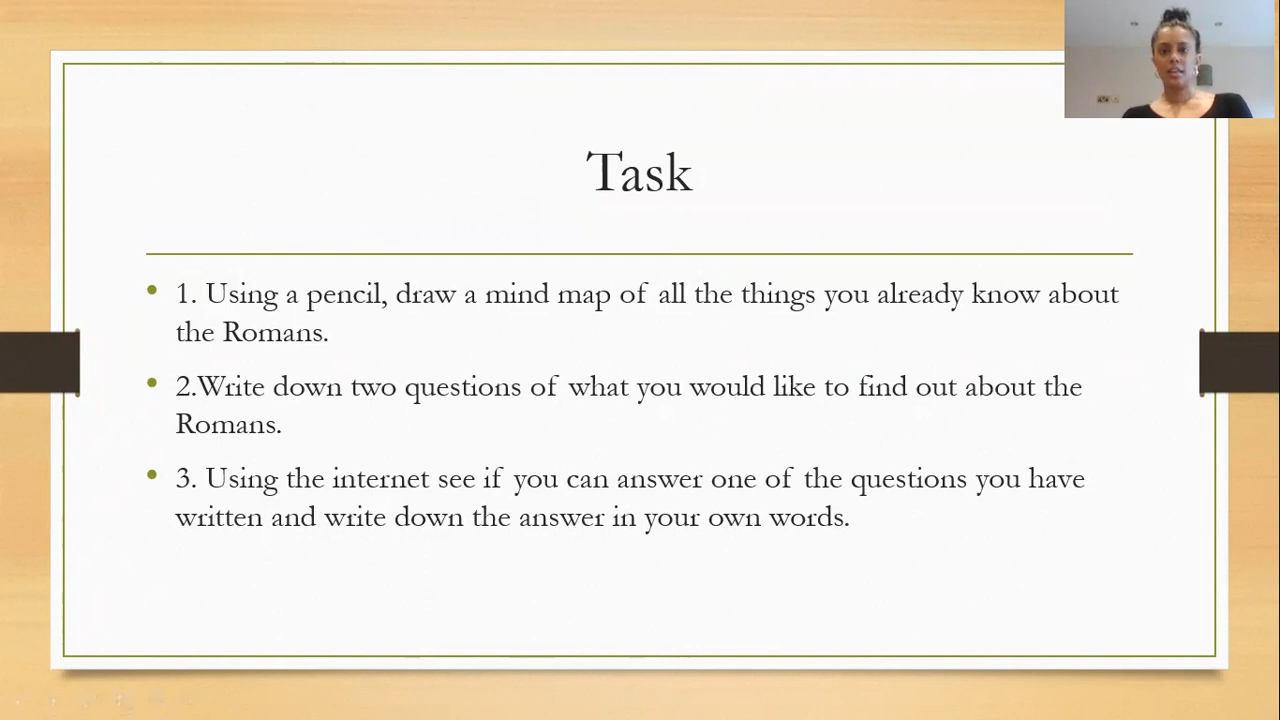 Task
• 1. Using a pencil, draw a mind map of all the things you already know about
the Romans.
• 2.Write down two questions of what you would like to find out about the
Romans.
• 3. Using the internet see if you can answer one of the questions you have
written and write down the answer in your own words.